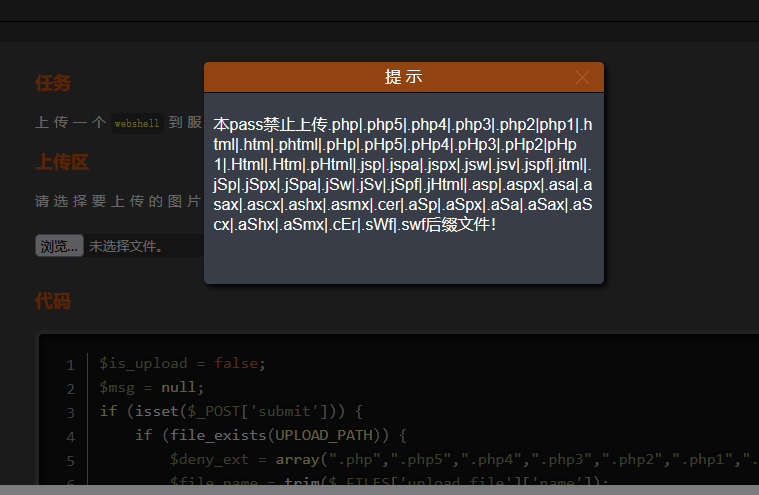 提 示
任务
上 传 一 个 webshell 到 服
上传区
请 选 择 要 上 传 的 图 片
浏览... 未选择文件。
本pass禁止上传.php|.php5|.php4|.php3|.php2|php1|.h
tml|.htm|.phtml|.pHp|.pHp5|.pHp4|.pHp3|.pHp2|pHp
1|.Html|.Htm|.pHtml|.jsp|.jspa|.jspx|.jsw|.jsv|.jspf|.jtml|.
jSp|.jSpx|.jSpa|.jSw|.jSv|.jSpf|.jHtml|.asp|.aspx|.asa|.a
sax|.ascx|.ashx|.asmx|.cer|.aSp|.aSpx|.aSa|.aSax|.aS
cx|.aShx|.aSmx|.cEr|.sWf|.swf后缀文件！
代码
1 $is_upload = false;
2 $msg = null;
3 if (isset($_POST['submit'])) {
4 if (file_exists(UPLOAD_PATH)) {
5 $deny_ext = array(".php",".php5",".php4",".php3",".php2",".php1",".
6 $file_name = trim($_FILES['upload_file']['name']);